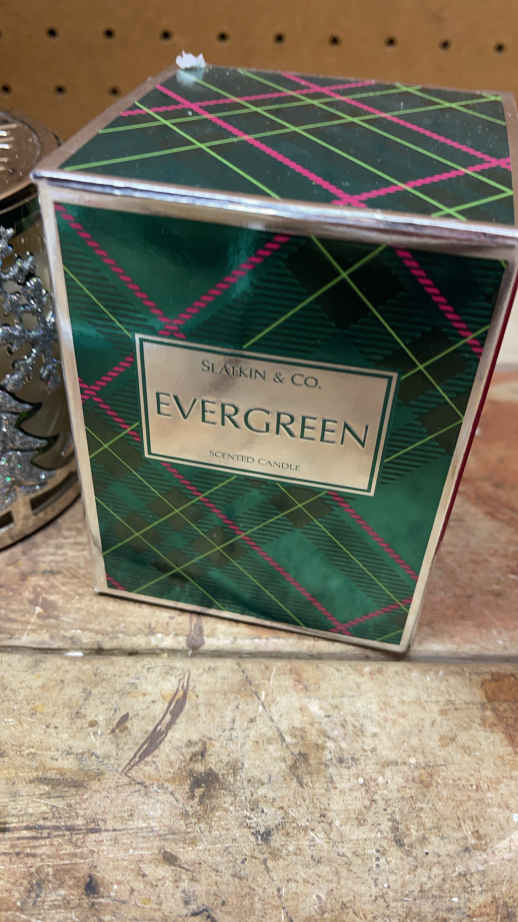 SLATKIN & CO.
EVERGREEN
SCENTED CANDLE